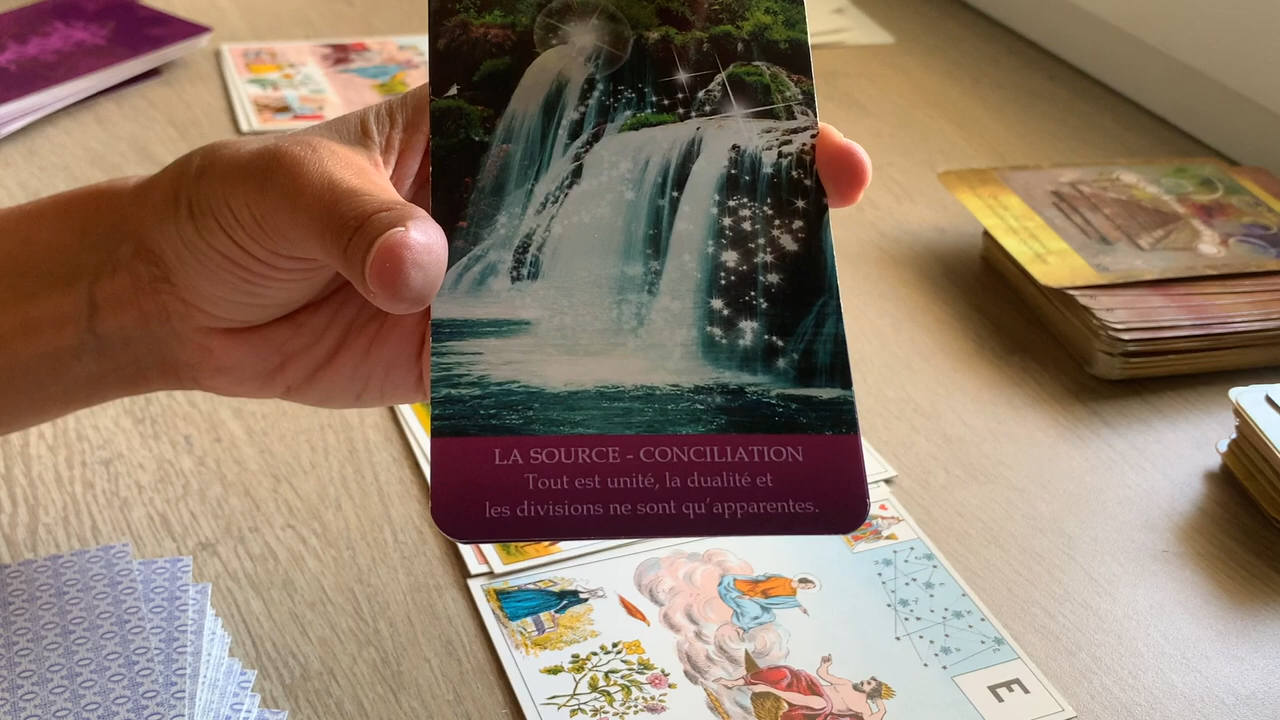 LA SOURCE - CONCILIATION
Tout est unité, la dualité et
les divisions ne sont qu'apparentes.
E